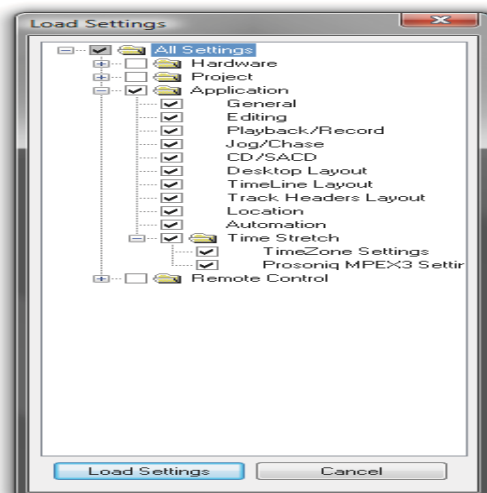 Load Settings
All Settings
Hardware
Project
Application
General
Editing
Playback/Record
Jog/Chase
CD/SACD
Desktop Layout
TimeLine Layout
Track Headers Layout
Location
Automation
Time Stretch
TimeZone Settings
Prosoniq MPEX3 Settir
Remote Control
Load Settings Cancel